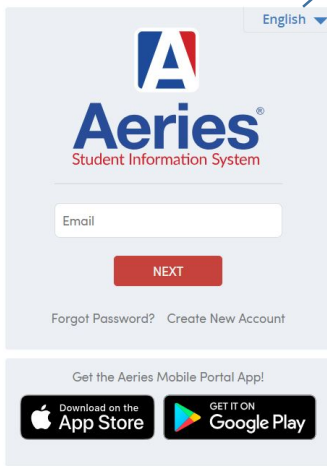 English
Aeries®
Student Information System
Email
NEXT
Forgot Password? Create New Account
Get the Aeries Mobile Portal App!
Download on the
App Store
GET IT ON
Google Play